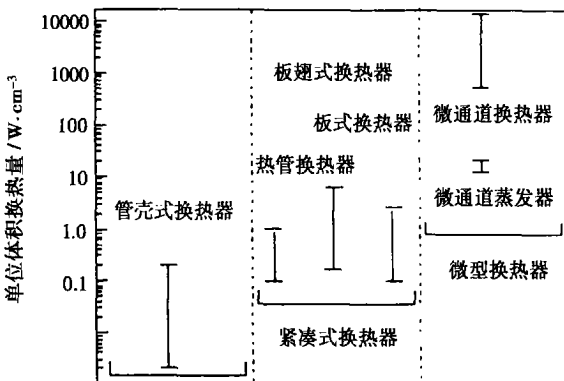 单位体积换热量/W·cm⁻³
10000
1000
100
10
1.0
0.1
管壳式换热器
板翅式换热器
板式换热器
热管换热器
紧凑式换热器
微通道换热器
微通道蒸发器
微型换热器